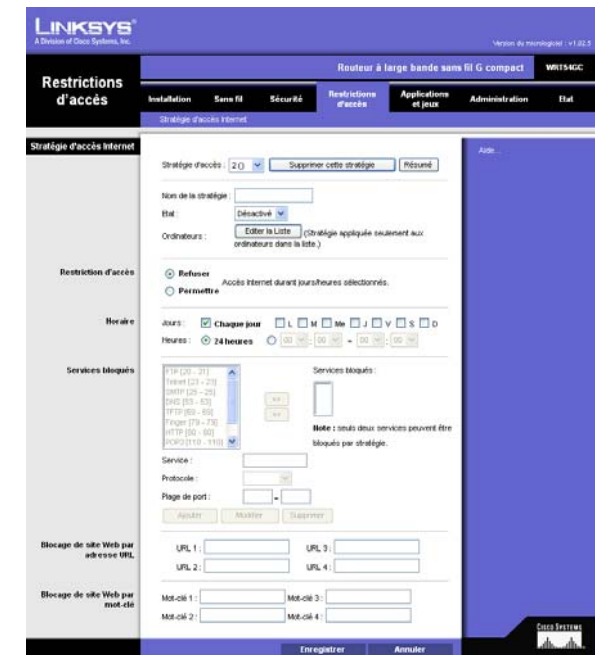 LINKSYS®
A Division of Cisco Systems, Inc.
Version du micrologiciel : v1.02.5
Routeur à large bande sans fil G compact WRT54GC
Restrictions d'accès
Installation Sans fil Sécurité Restrictions d'accès Applications et jeux Administration Etat
Stratégie d'accès Internet
Stratégie d'accès Internet
Aide...
Stratégie d'accès : 2 () Supprimer cette stratégie Résumé
Nom de la stratégie :
Etat : Désactivé
Ordinateurs : Editer la Liste (Stratégie appliquée seulement aux
ordinateurs dans la liste.)
Restriction d'accès
Refuser
Accès Internet durant jours/heures sélectionnés.
Permettre
Horaire
Jours : Chaque jour L M Me J V S D
Heures : 24 heures 00 : 00 - 00 : 00
Services bloqués
FTP [20 - 21]
Telnet [23 - 23]
SMTP [25 - 25]
DNS [53 - 53]
TFTP [69 - 69]
Finger [79 - 79]
HTTP [80 - 80]
POP3 [110 - 110]
>>
<<
Services bloqués :
Note : seuls deux services peuvent être
bloqués par stratégie.
Service :
Protocole :
Plage de port : -
Ajouter Modifier Supprimer
Blocage de site Web par
adresse URL
URL 1 : URL 3 :
URL 2 : URL 4 :
Blocage de site Web par
mot-clé
Mot-clé 1 : Mot-clé 3 :
Mot-clé 2 : Mot-clé 4 :
Enregistrer Annuler
CISCO SYSTEMS